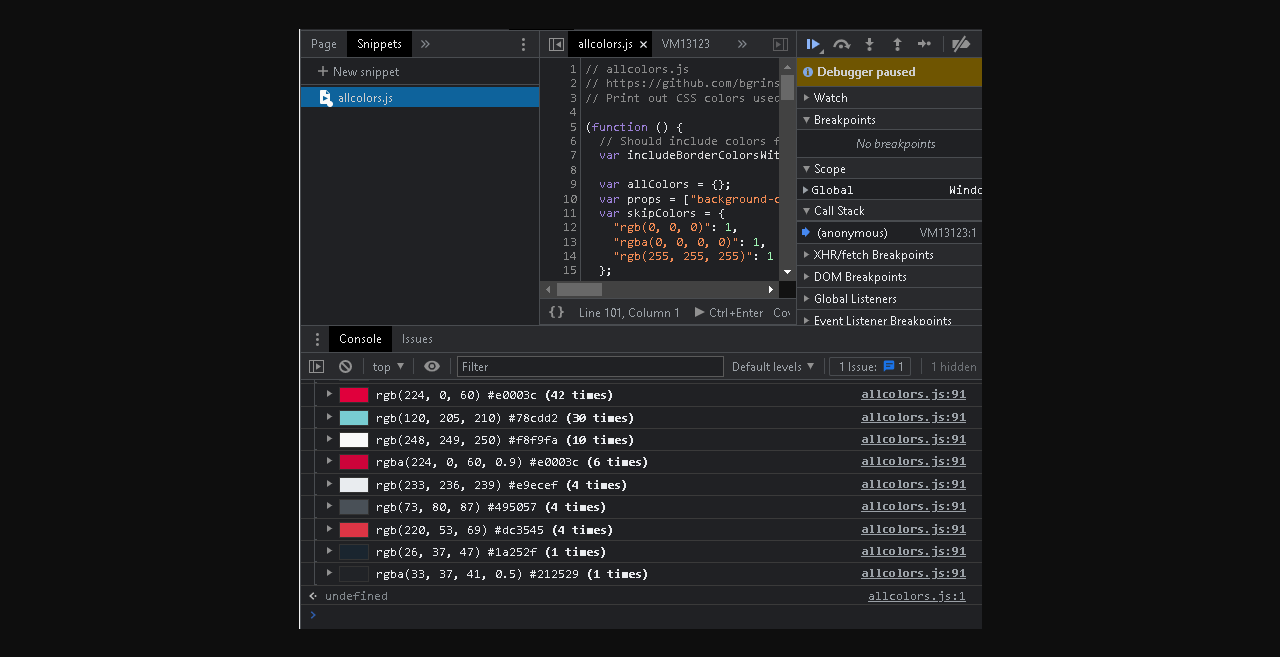 Page Snippets »
+ New snippet
allcolors.js
allcolors.js × VM13123 »
1 // allcolors.js
2 // https://github.com/bgrins
3 // Print out CSS colors used
4
5 (function () {
6 // Should include colors f
7 var includeBorderColorsWit
8
9 var allColors = {};
10 var props = ["background-c
11 var skipColors = {
12 "rgb(0, 0, 0)": 1,
13 "rgba(0, 0, 0, 0)": 1,
14 "rgb(255, 255, 255)": 1
15 };
{} Line 101, Column 1 Ctrl+Enter Cov
Debugger paused
Watch
Breakpoints
No breakpoints
Scope
Global Windo
Call Stack
(anonymous) VM13123:1
XHR/fetch Breakpoints
DOM Breakpoints
Global Listeners
Event Listener Breakpoints
Console Issues
top Filter Default levels 1 Issue: 1 1 hidden
rgb(224, 0, 60) #e0003c (42 times) allcolors.js:91
rgb(120, 205, 210) #78cdd2 (30 times) allcolors.js:91
rgb(248, 249, 250) #f8f9fa (10 times) allcolors.js:91
rgba(224, 0, 60, 0.9) #e0003c (6 times) allcolors.js:91
rgb(233, 236, 239) #e9ecef (4 times) allcolors.js:91
rgb(73, 80, 87) #495057 (4 times) allcolors.js:91
rgb(220, 53, 69) #dc3545 (4 times) allcolors.js:91
rgb(26, 37, 47) #1a252f (1 times) allcolors.js:91
rgba(33, 37, 41, 0.5) #212529 (1 times) allcolors.js:91
undefined allcolors.js:1